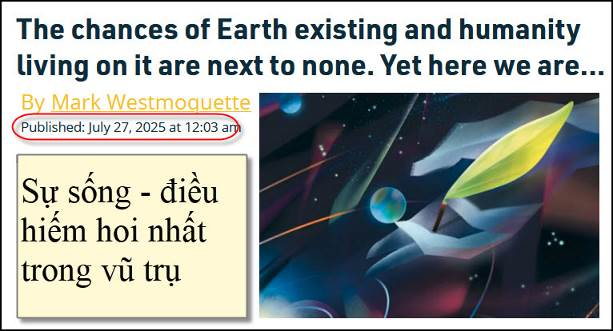 The chances of Earth existing and humanity
living on it are next to none. Yet here we are...
By Mark Westmoquette
Published: July 27, 2025 at 12:03 am
Sự sống - điều
hiếm hoi nhất
trong vũ trụ